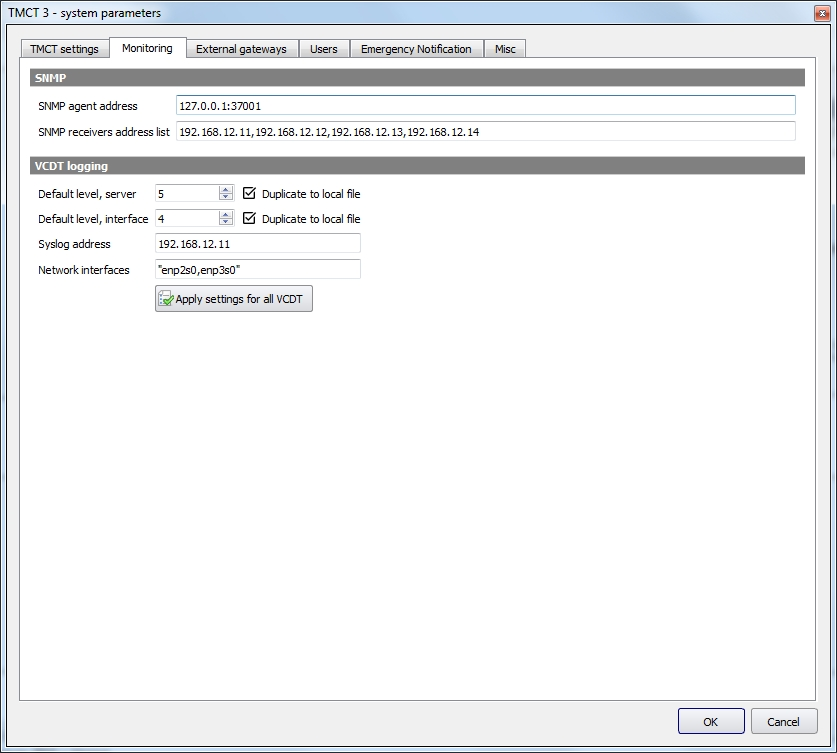 TMCT 3 - system parameters
TMCT settings Monitoring External gateways Users Emergency Notification Misc
SNMP
SNMP agent address 127.0.0.1:37001
SNMP receivers address list 192.168.12.11,192.168.12.12,192.168.12.13,192.168.12.14
VCDT logging
Default level, server 5 Duplicate to local file
Default level, interface 4 Duplicate to local file
Syslog address 192.168.12.11
Network interfaces "enp2s0,enp3s0"
Apply settings for all VCDT
OK Cancel